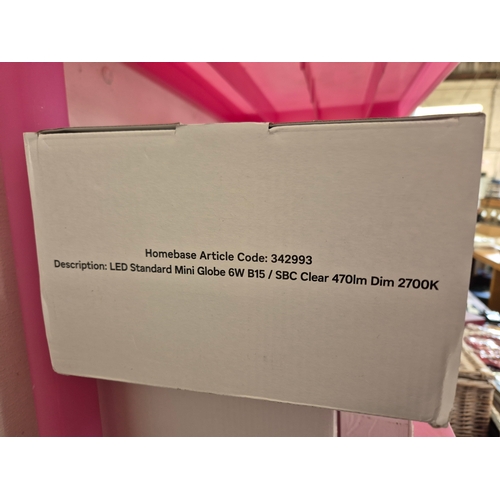 Homebase Article Code: 342993
Description: LED Standard Mini Globe 6W B15 / SBC Clear 470lm Dim 2700K